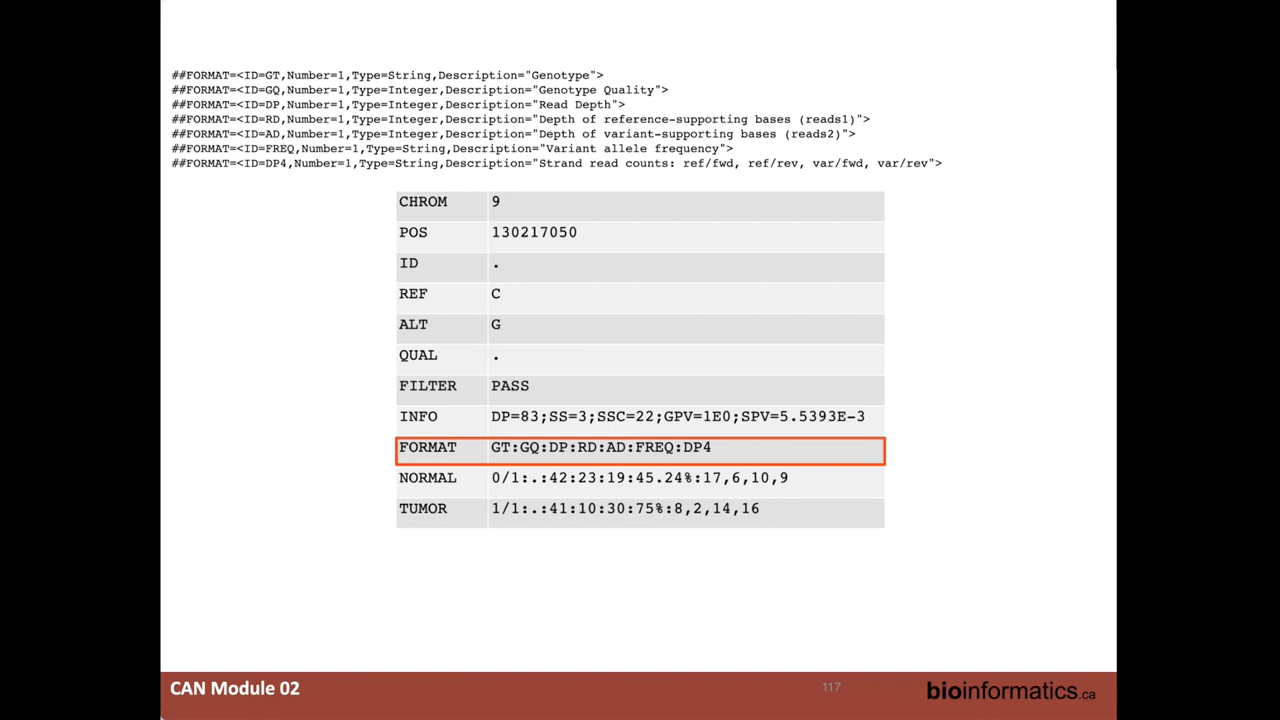 ##FORMAT=<ID=GT,Number=1,Type=String,Description="Genotype">
##FORMAT=<ID=GQ,Number=1,Type=Integer,Description="Genotype Quality">
##FORMAT=<ID=DP,Number=1,Type=Integer,Description="Read Depth">
##FORMAT=<ID=RD,Number=1,Type=Integer,Description="Depth of reference-supporting bases (reads1)">
##FORMAT=<ID=AD,Number=1,Type=Integer,Description="Depth of variant-supporting bases (reads2)">
##FORMAT=<ID=FREQ,Number=1,Type=String,Description="Variant allele frequency">
##FORMAT=<ID=DP4,Number=1,Type=String,Description="Strand read counts: ref/fwd, ref/rev, var/fwd, var/rev">
CHROM 9
POS 130217050
ID .
REF C
ALT G
QUAL .
FILTER PASS
INFO DP=83;SS=3;SSC=22;GPV=1E0;SPV=5.5393E-3
FORMAT GT:GQ:DP:RD:AD:FREQ:DP4
NORMAL 0/1:.:42:23:19:45.24%:17,6,10,9
TUMOR 1/1:.:41:10:30:75%:8,2,14,16
CAN Module 02 117 bioinformatics.ca